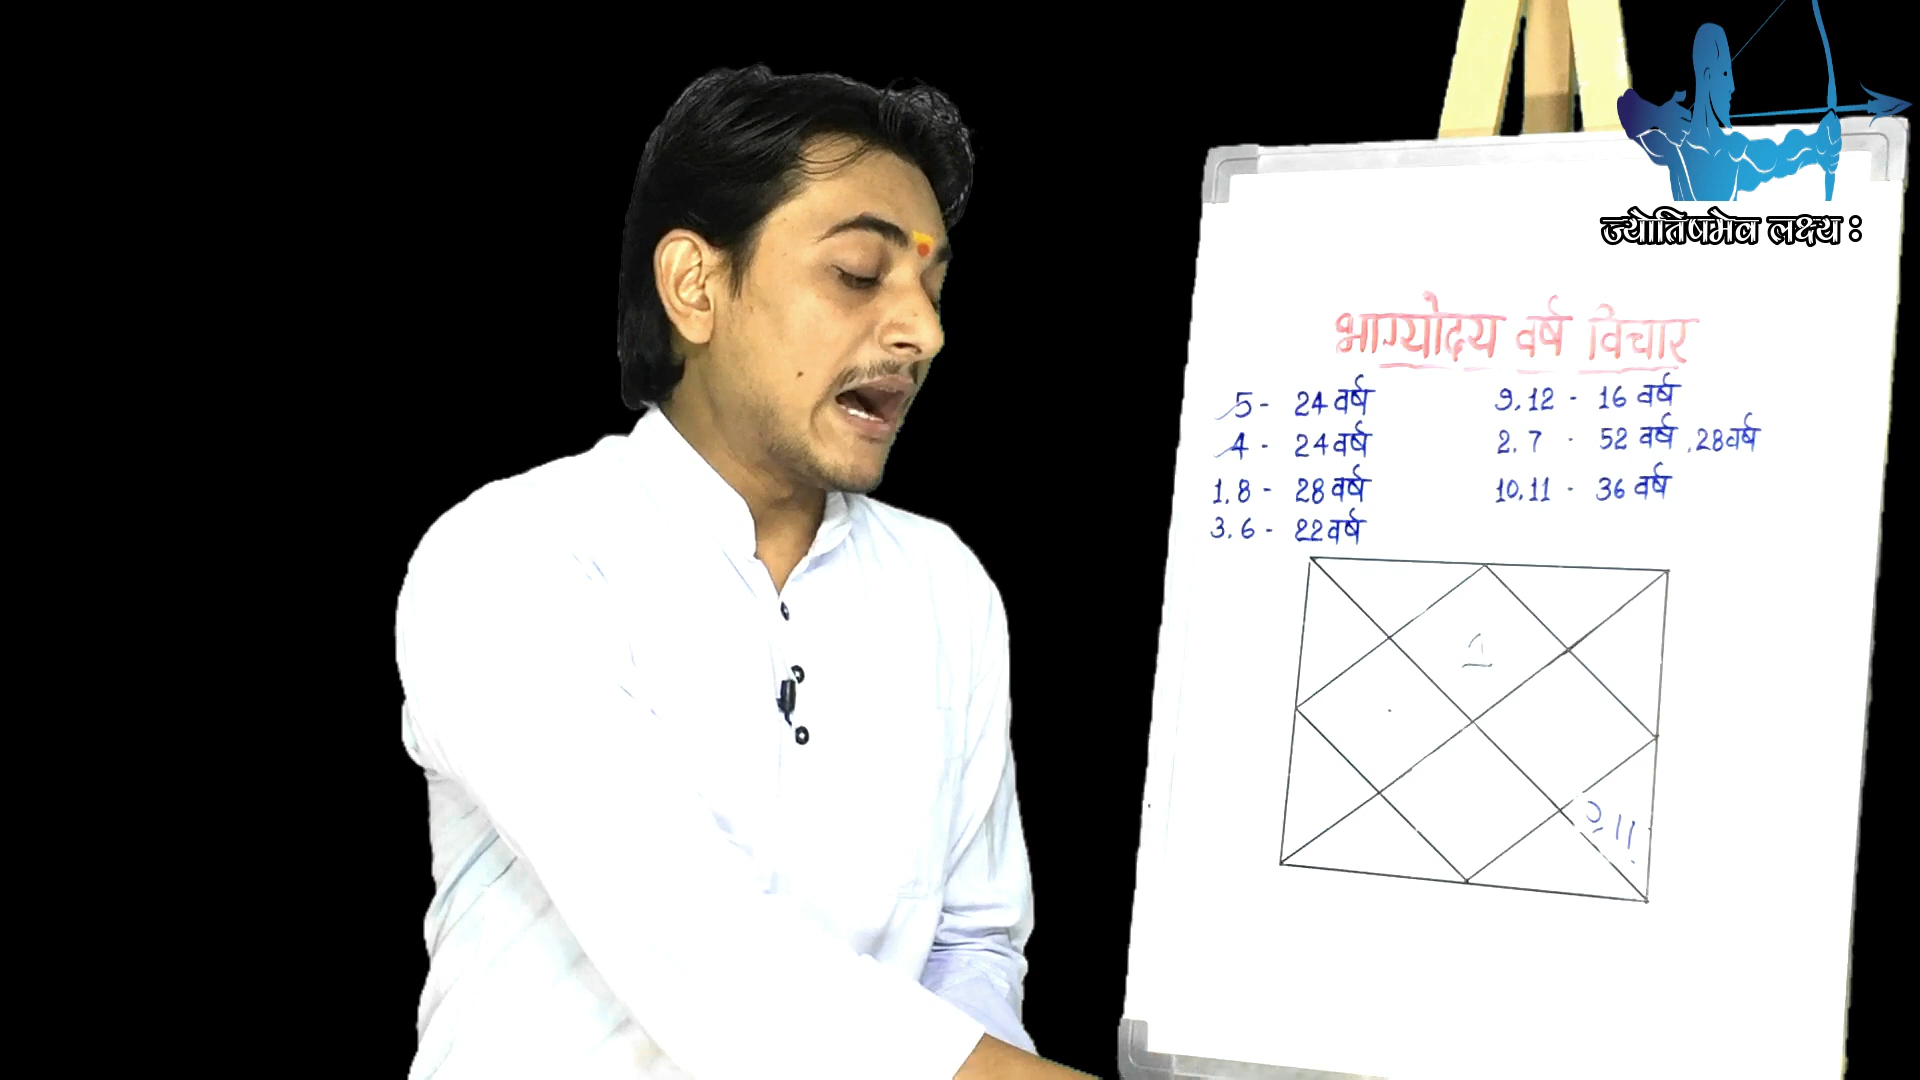 ज्योतिषमेव लक्ष्य :
भाग्योदय वर्ष विचार
5 - 24 वर्ष
4 - 24 वर्ष
1.8 - 28 वर्ष
3.6 - 22 वर्ष
9.12 - 16 वर्ष
2.7 - 52 वर्ष, 28 वर्ष
10.11 - 36 वर्ष
1